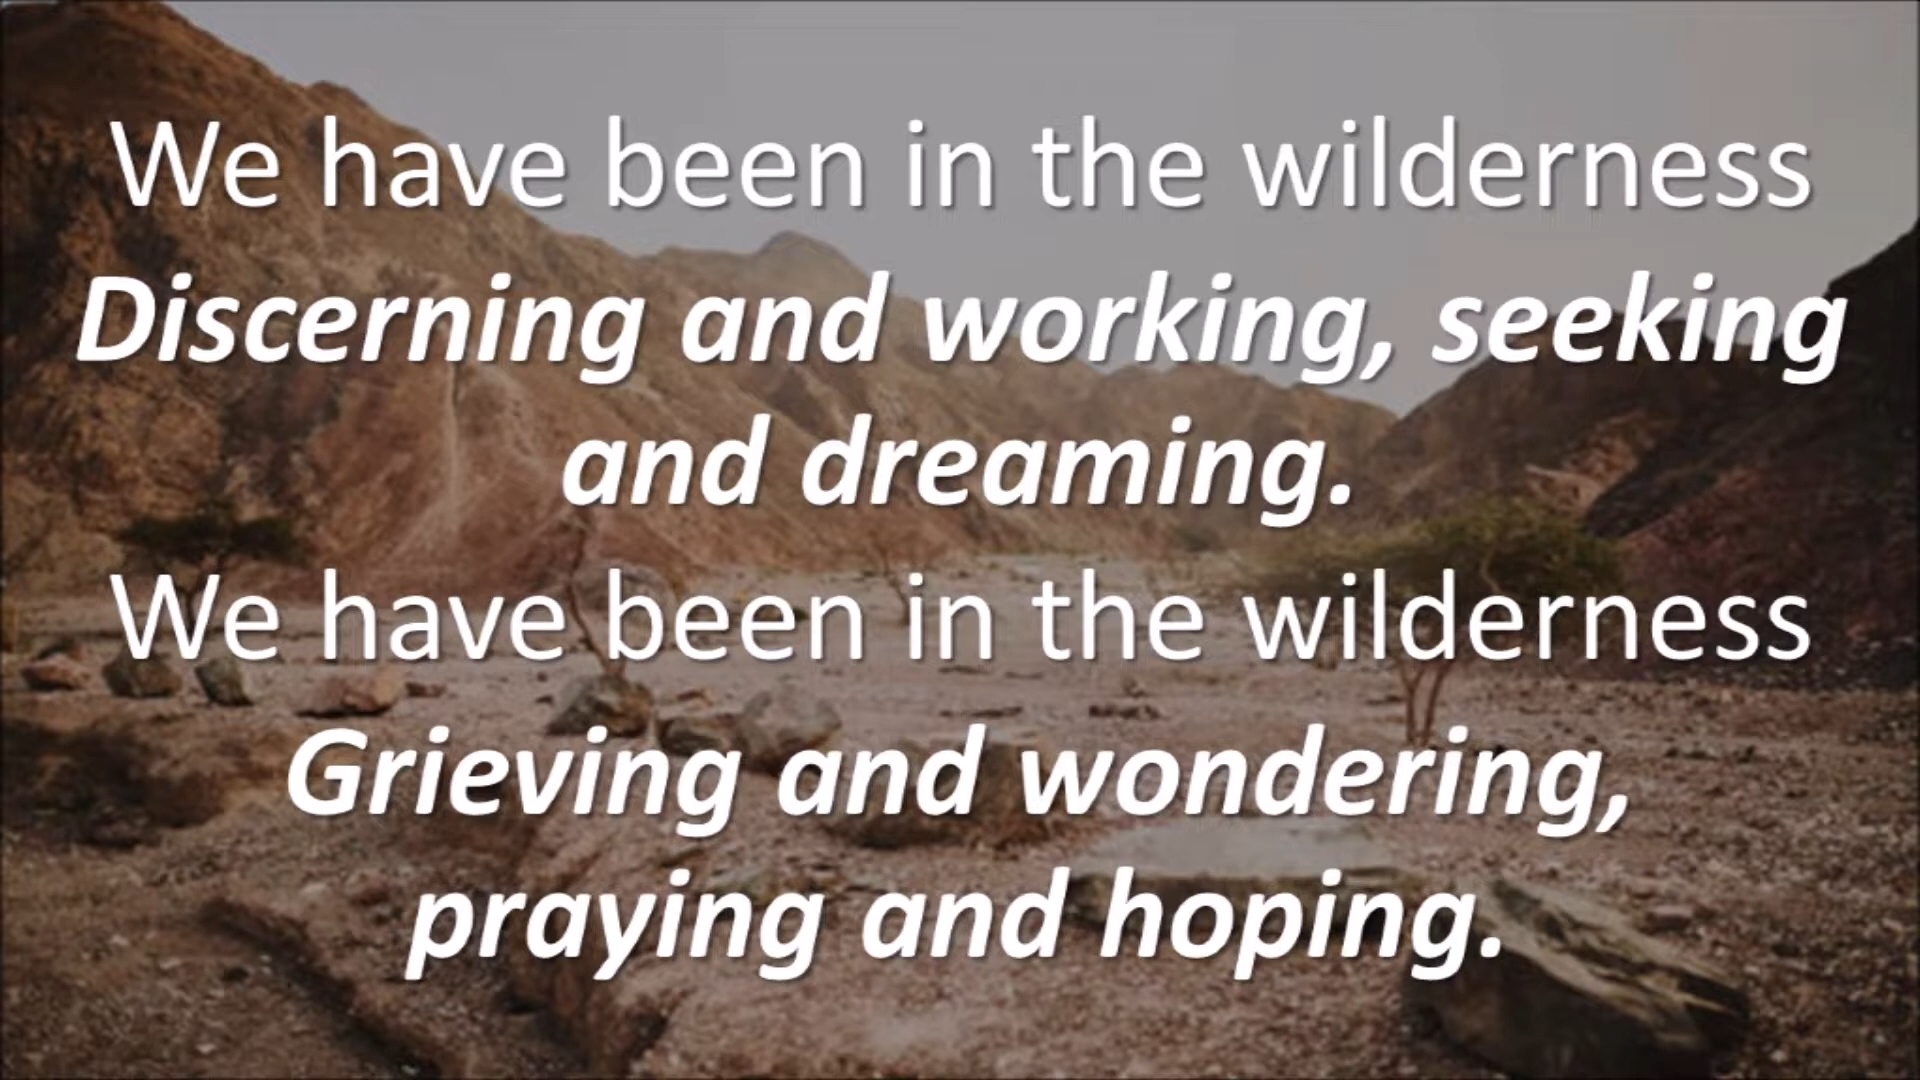 We have been in the wilderness
Discerning and working, seeking
and dreaming.
We have been in the wilderness
Grieving and wondering,
praying and hoping.